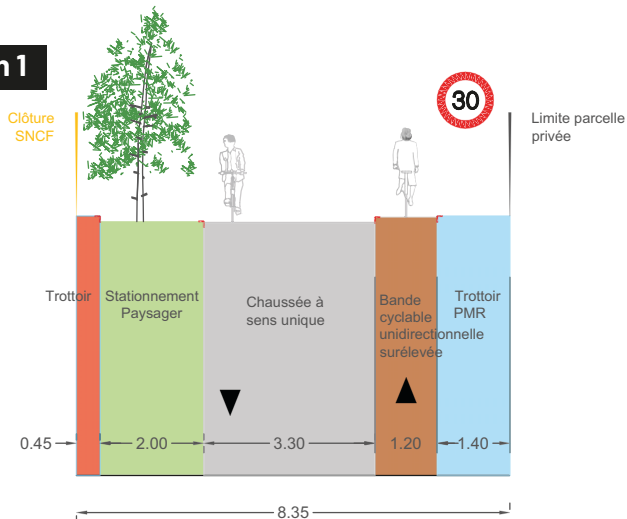 n 1
30
Clôture
SNCF
Limite parcelle
privée
Trottoir
Stationnement
Paysager
Chaussée à
sens unique
Bande
cyclable
unidirectionnelle
surélevée
Trottoir
PMR
0.45
2.00
3.30
1.20
1.40
8.35